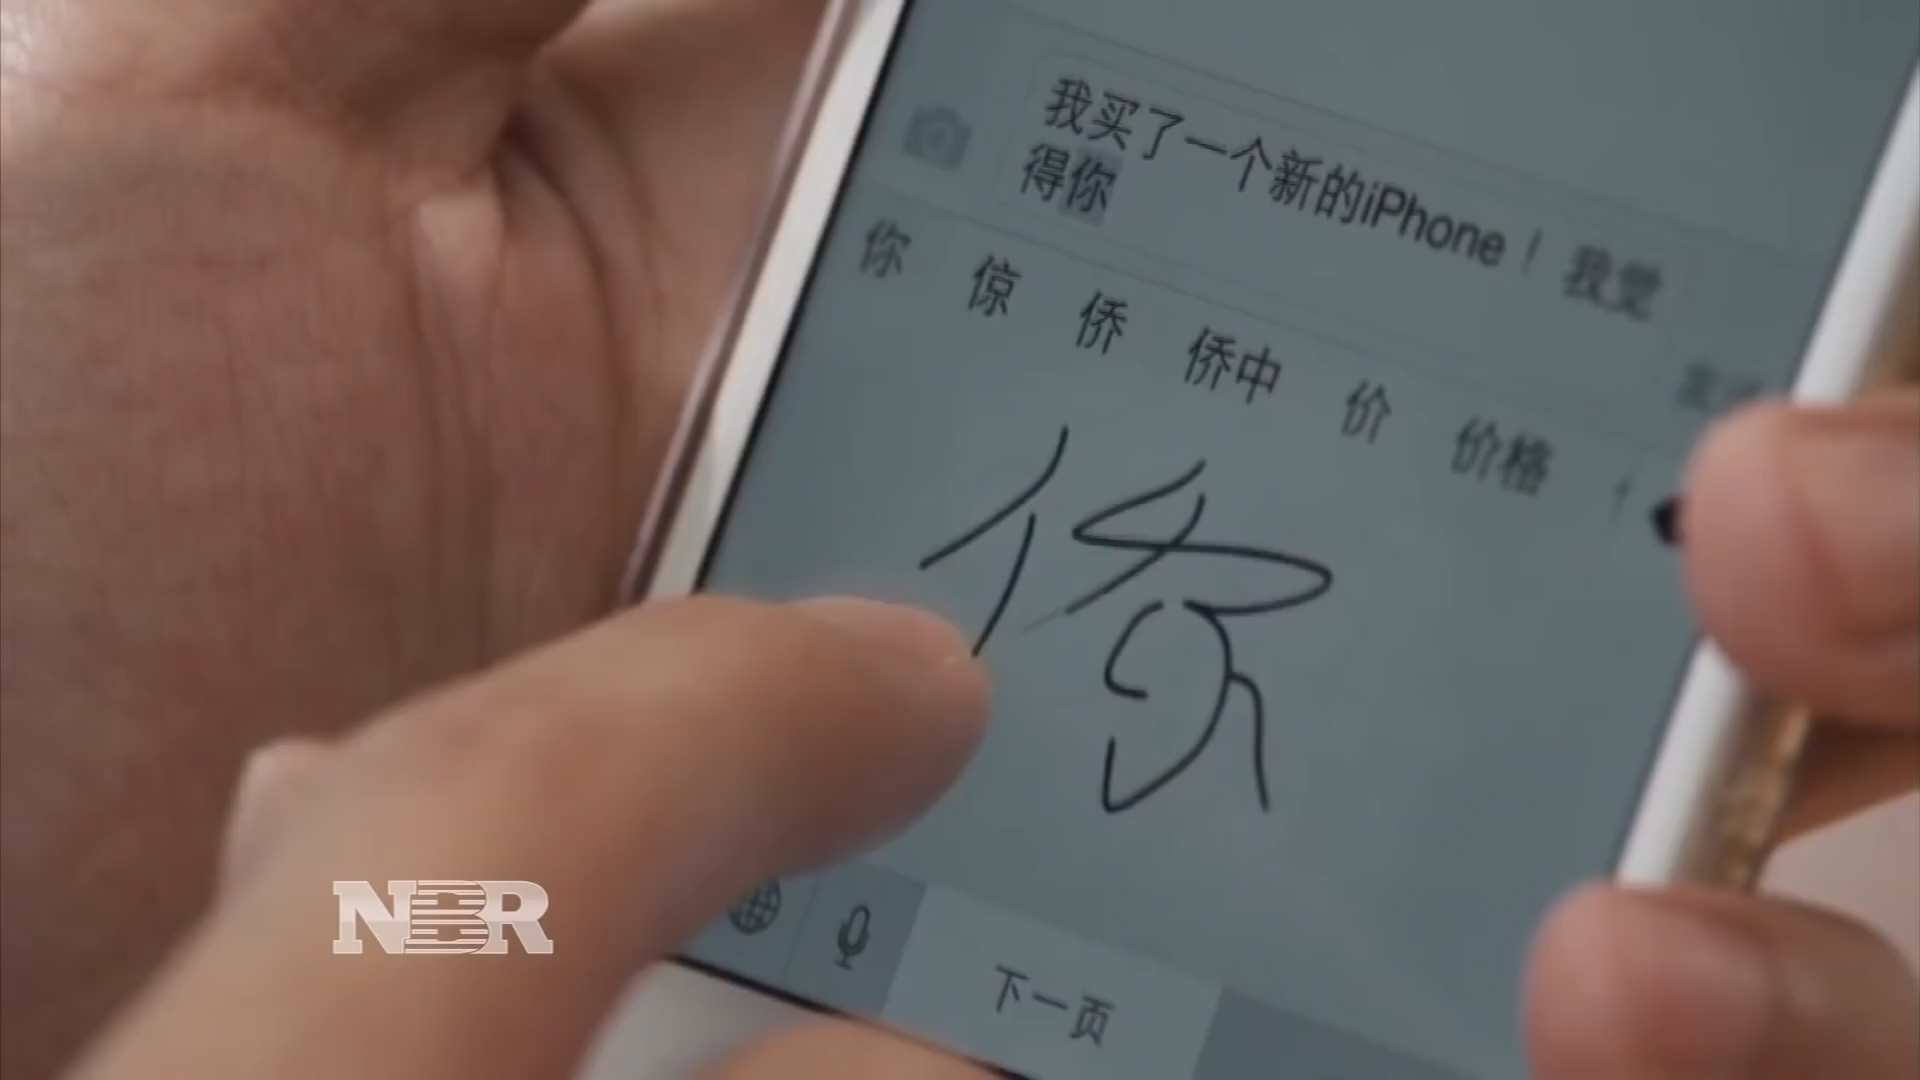 我买了一个新的iPhone！我觉
得你
你 惊 侨 侨中 价 价格
你
下一页
NBR